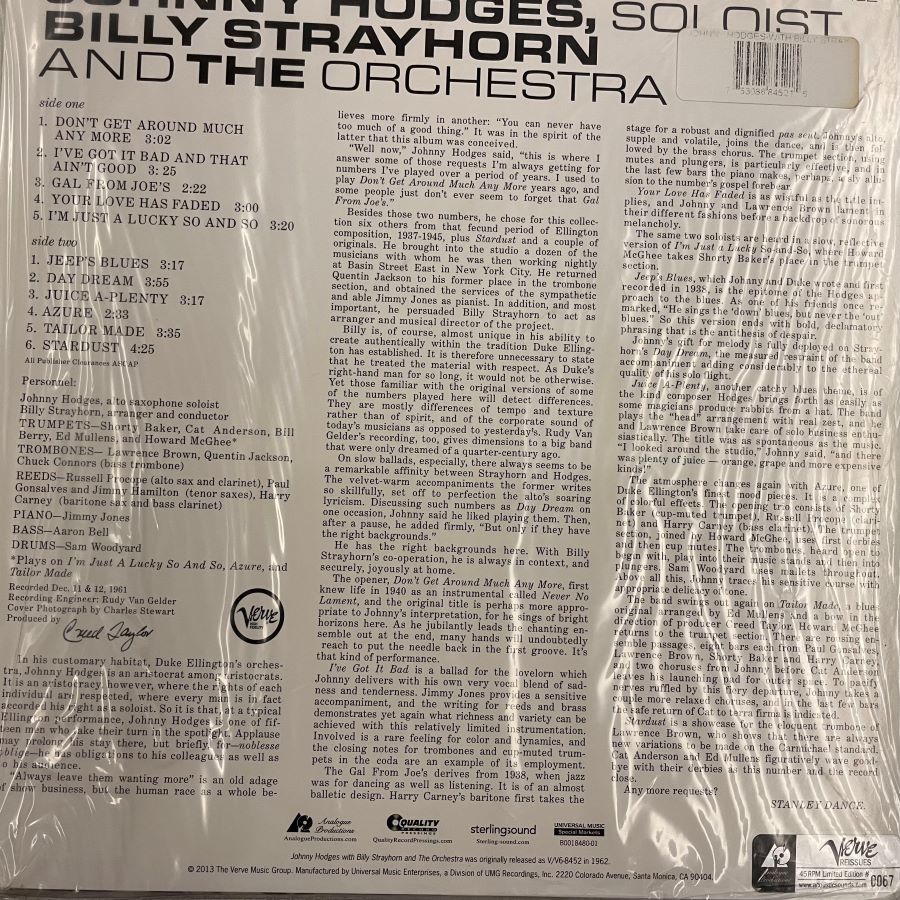 JOHNNY HODGES, SOLOIST
BILLY STRAYHORN
AND THE ORCHESTRA
JOHNNY HODGES-WITH BILLY STRAY
7 53088 84521 5
side one
1. DON'T GET AROUND MUCH
ANY MORE 3:02
2. I'VE GOT IT BAD AND THAT
AIN'T GOOD 3:25
3. GAL FROM JOE'S 2:22
4. YOUR LOVE HAS FADED 3:00
5. I'M JUST A LUCKY SO AND SO 3:20
side two
1. JEEP'S BLUES 3:17
2. DAY DREAM 3:55
3. JUICE A-PLENTY 3:17
4. AZURE 2:33
5. TAILOR MADE 3:35
6. STARDUST 4:25
All Publisher Clearances ASCAP
Personnel:
Johnny Hodges, alto saxophone soloist
Billy Strayhorn, arranger and conductor
TRUMPETS—Shorty Baker, Cat Anderson, Bill
Berry, Ed Mullens, and Howard McGhee*
TROMBONES— Lawrence Brown, Quentin Jackson,
Chuck Connors (bass trombone)
REEDS—Russell Procope (alto sax and clarinet), Paul
Gonsalves and Jimmy Hamilton (tenor saxes), Harry
Carney (baritone sax and bass clarinet)
PIANO—Jimmy Jones
BASS—Aaron Bell
DRUMS—Sam Woodyard
*Plays on I'm Just A Lucky So And So, Azure, and
Tailor Made
Recorded Dec. 11 & 12, 1961
Recording Engineer: Rudy Van Gelder
Cover Photograph by Charles Stewart
Produced by
Creed Taylor
Verve
In his customary habitat, Duke Ellington's orches-
tra, Johnny Hodges is an aristocrat among aristocrats.
It is an aristocracy, however, where the rights of each
individual are respected, where every man is in fact
accorded a right as a soloist. So it is that, at a typical
Ellington performance, Johnny Hodges is one of fif-
teen men who take their turn in the spotlight. Applause
may prolong his stay there, but briefly, for—noblesse
oblige—he has obligations to his colleagues as well as
to his audience.
"Always leave them wanting more" is an old adage
of show business, but the human race as a whole be-
lieves more firmly in another: "You can never have
too much of a good thing." It was in the spirit of the
latter that this album was conceived.
"Well now," Johnny Hodges said, "this is where I
answer some of those requests I'm always getting for
numbers I've played over a period of years. I used to
play Don't Get Around Much Any More years ago, and
some people just don't ever seem to forget that Gal
From Joe's."
Besides those two numbers, he chose for this collec-
tion six others from that fecund period of Ellington
composition, 1937-1945, plus Stardust and a couple of
originals. He brought into the studio a dozen of the
musicians with whom he was then working nightly
at Basin Street East in New York City. He returned
Quentin Jackson to his former place in the trombone
section, and obtained the services of the sympathetic
and able Jimmy Jones as pianist. In addition, and most
important, he persuaded Billy Strayhorn to act as
arranger and musical director of the project.
Billy is, of course, almost unique in his ability to
create authentically within the tradition Duke Elling-
ton has established. It is therefore unnecessary to state
that he treated the material with respect. As Duke's
right-hand man for so long, it would not be otherwise.
Yet those familiar with the original versions of some
of the numbers played here will detect differences.
They are mostly differences of tempo and texture
rather than of spirit, and of the corporate sound of
today's musicians as opposed to yesterday's. Rudy Van
Gelder's recording, too, gives dimensions to a big band
that were only dreamed of a quarter-century ago.
On slow ballads, especially, there always seems to be
a remarkable affinity between Strayhorn and Hodges.
The velvet-warm accompaniments the former writes
so skillfully, set off to perfection the alto's soaring
lyricism. Discussing such numbers as Day Dream on
one occasion, Johnny said he liked playing them. Then,
after a pause, he added firmly, "But only if they have
the right backgrounds."
He has the right backgrounds here. With Billy
Strayhorn's co-operation, he is always in context, and
securely, joyously at home.
The opener, Don't Get Around Much Any More, first
knew life in 1940 as an instrumental called Never No
Lament, and the original title is perhaps more appro-
priate to Johnny's interpretation, for he sings of bright
horizons here. As he jubilantly leads the chanting en-
semble out at the end, many hands will undoubtedly
reach to put the needle back in the first groove. It's
that kind of performance.
I've Got It Bad is a ballad for the lovelorn which
Johnny delivers with his own very vocal blend of sad-
ness and tenderness. Jimmy Jones provides a sensitive
accompaniment, and the writing for reeds and brass
demonstrates yet again what richness and variety can be
achieved with this relatively limited instrumentation.
Involved is a rare feeling for color and dynamics, and
the closing notes for trombones and cup-muted trum-
pets in the coda are an example of its employment.
The Gal From Joe's derives from 1938, when jazz
was for dancing as well as listening. It is of an almost
balletic design. Harry Carney's baritone first takes the
stage for a robust and dignified pas seul. Johnny's alto,
supple and volatile, joins the dance, and is then fol-
lowed by the brass chorus. The trumpet section, using
mutes and plungers, is particularly effective, and in
the last few bars the piano makes, perhaps, a sly allu-
sion to the number's gospel forebear.
Your Love Has Faded is as wistful as the title im-
plies, and Johnny and Lawrence Brown lament in
their different fashions before a backdrop of sonorous
melancholy.
The same two soloists are heard in a slow, reflective
version of I'm Just a Lucky So-and-So, where Howard
McGhee takes Shorty Baker's place in the trumpet
section.
Jeep's Blues, which Johnny and Duke wrote and first
recorded in 1938, is the epitome of the Hodges ap-
proach to the blues. As one of his friends once re-
marked, "He sings the 'down' blues, but never the 'out'
blues." So this version ends with bold, declamatory
phrasing that is the antithesis of despair.
Johnny's gift for melody is fully deployed on Stray-
horn's Day Dream, the measured restraint of the band
accompaniment adding considerably to the ethereal
quality of his solo flight.
Juice A-Plenty, another catchy blues theme, is of
the kind composer Hodges brings forth as easily as
some magicians produce rabbits from a hat. The band
plays the "head" arrangement with real zest, and he
and Lawrence Brown take care of solo business enthu-
siastically. The title was as spontaneous as the music.
"I looked around the studio," Johnny said, "and there
was plenty of juice — orange, grape and more expensive
kinds!"
The atmosphere changes again with Azure, one of
Duke Ellington's finest mood pieces. It is a complex
of colorful effects. The opening trio consists of Shorty
Baker (cup-muted trumpet), Russell Procope (clari-
net) and Harry Carney (bass clarinet). The trumpet
section, joined by Howard McGhee, uses first derbies
and then cup mutes. The trombones, heard open to
begin with, play into their music stands and then into
plungers. Sam Woodyard uses mallets throughout.
Above all this, Johnny traces his sensitive course with
appropriate delicacy of tone.
The band swings out again on Tailor Made, a blues
original arranged by Ed Mullens and a bow in the
direction of producer Creed Taylor. Howard McGhee
returns to the trumpet section. There are rousing en-
semble passages, eight bars each from Paul Gonsalves,
Lawrence Brown, Shorty Baker and Harry Carney,
and two choruses from Johnny before Cat Anderson
leaves his launching pad for outer space. To pacify
nerves ruffled by this fiery departure, Johnny takes a
couple more relaxed choruses, and in the last few bars
the safe return of Cat to terra firma is indicated.
Stardust is a showcase for the eloquent trombone of
Lawrence Brown, who shows that there are always
new variations to be made on the Carmichael standard.
Cat Anderson and Ed Mullens figuratively wave good-
bye with their derbies as this number and the record
close.
Any more requests?
STANLEY DANCE.
Analogue
Productions
AnalogueProductions.com
QUALITY
RECORD
PRESSINGS
QualityRecordPressings.com
sterlingsound
Sterling-sound.com
UNIVERSAL MUSIC
Special Markets
B0018480-01
Johnny Hodges with Billy Strayhorn and The Orchestra was originally released as V/V6-8452 in 1962.
© 2013 The Verve Music Group. Manufactured by Universal Music Enterprises, a Division of UMG Recordings, Inc. 2220 Colorado Avenue, Santa Monica, CA 90404.
Verve
REISSUES
45 RPM Limited Edition # 0067
www.acousticsounds.com